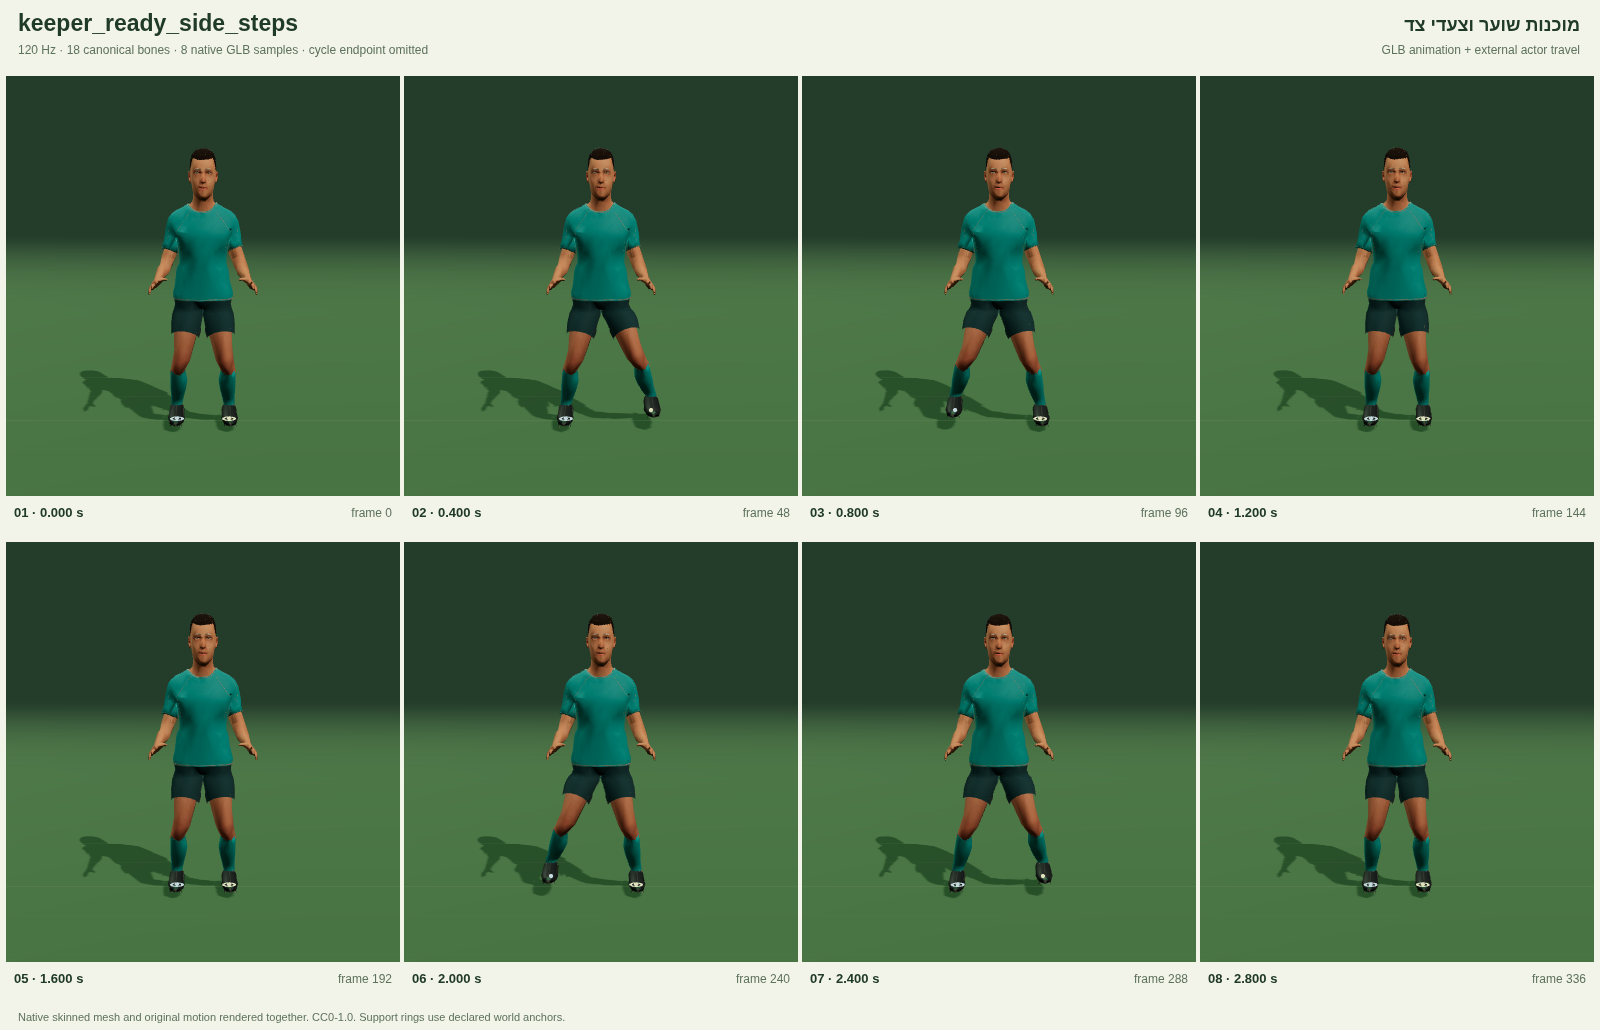 keeper_ready_side_steps
מוכנות שוער וצעדי צד
120 Hz · 18 canonical bones · 8 native GLB samples · cycle endpoint omitted
GLB animation + external actor travel
01 · 0.000 s frame 0
02 · 0.400 s frame 48
03 · 0.800 s frame 96
04 · 1.200 s frame 144
05 · 1.600 s frame 192
06 · 2.000 s frame 240
07 · 2.400 s frame 288
08 · 2.800 s frame 336
Native skinned mesh and original motion rendered together. CC0-1.0. Support rings use declared world anchors.